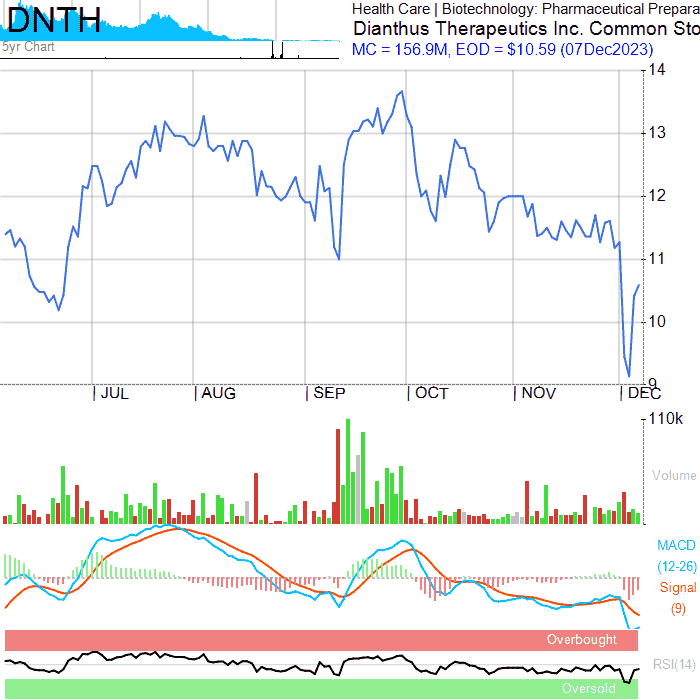 DNTH
5yr Chart
Health Care | Biotechnology: Pharmaceutical Prepara
Dianthus Therapeutics Inc. Common Sto
MC = 156.9M, EOD = $10.59 (07Dec2023)
14
13
12
11
10
9
JUL AUG SEP OCT NOV DEC
110k
Volume
MACD
(12-26)
Signal
(9)
Overbought
RSI(14)
Oversold